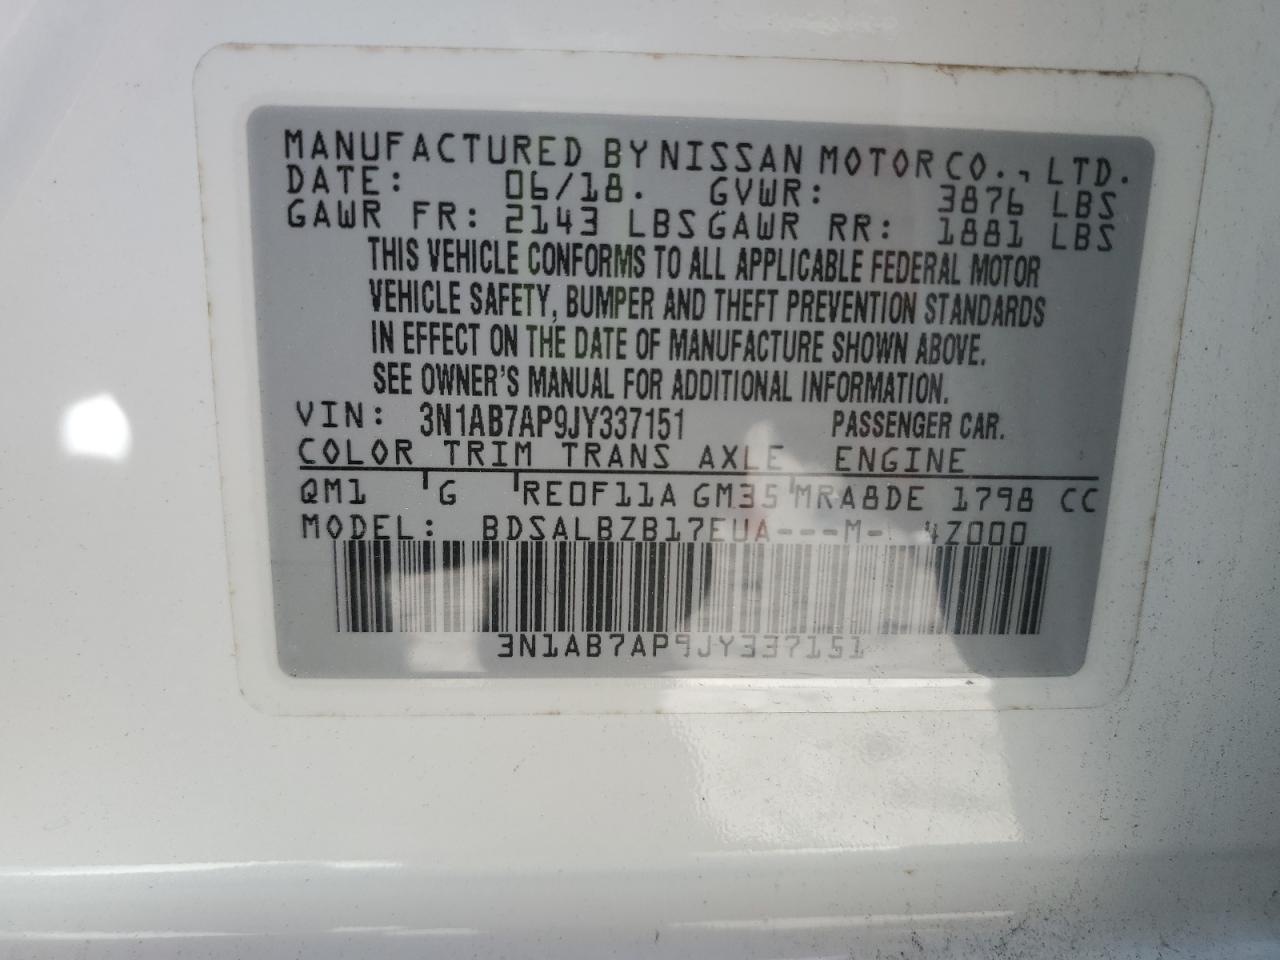 MANUFACTURED BY NISSAN MOTOR CO., LTD.
DATE: 06/18. GVWR: 3876 LBS
GAWR FR: 2143 LBS GAWR RR: 1881 LBS
THIS VEHICLE CONFORMS TO ALL APPLICABLE FEDERAL MOTOR
VEHICLE SAFETY, BUMPER AND THEFT PREVENTION STANDARDS
IN EFFECT ON THE DATE OF MANUFACTURE SHOWN ABOVE.
SEE OWNER'S MANUAL FOR ADDITIONAL INFORMATION.
VIN: 3N1AB7AP9JY337151 PASSENGER CAR.
COLOR TRIM TRANS AXLE ENGINE
QM1 G RE0F11A GM35 MRA8DE 1798 CC
MODEL: BDSALBZB17EUA---M- 4Z000
3N1AB7AP9JY337151